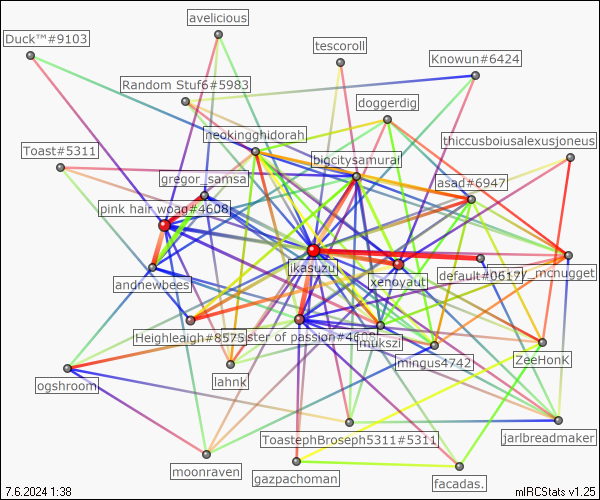 avelicious
Duck™#9103
tescoroll
Knowun#6424
Random Stuf6#5983
doggerdig
neokingghidorah
thiccusboiusalexusjoneus
Toast#5311
bigcitysamurai
gregor_samsa
asad#6947
pink hair woag#4608
ikasuzu
default#0617
y_mcnugget
xenoyaut
andnewbees
Heighleaigh#8575
ster of passion#4608
mukszi
mingus4742
ZeeHonK
ogshroom
lahnk
ToastephBroseph5311#5311
jarlbreadmaker
moonraven
gazpachoman
facadas.
7.6.2024 1:38
mIRCStats v1.25